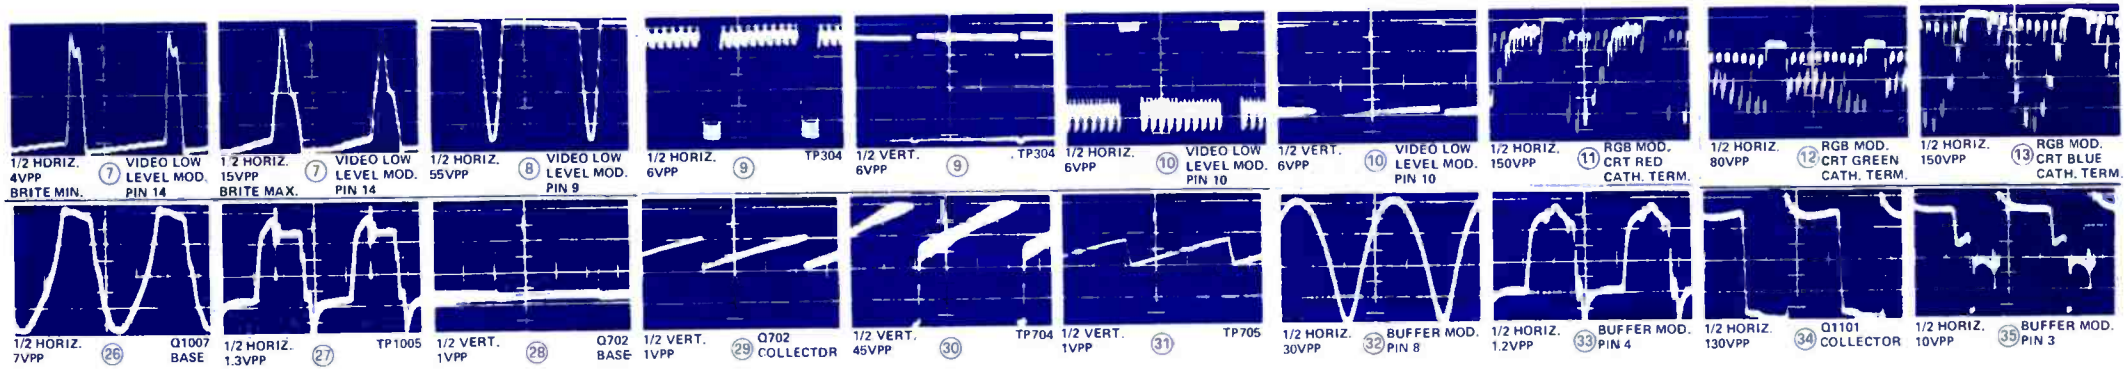 1/2 HORIZ.
4VPP
BRITE MIN.
7
VIDEO LOW
LEVEL MOD.
PIN 14
1/2 HORIZ.
15VPP
BRITE MAX.
7
VIDEO LOW
LEVEL MOD.
PIN 14
1/2 HORIZ.
55VPP
8
VIDEO LOW
LEVEL MOD.
PIN 9
1/2 HORIZ.
6VPP
9
TP304
1/2 VERT.
6VPP
9
TP304
1/2 HORIZ.
6VPP
10
VIDEO LOW
LEVEL MOD.
PIN 10
1/2 VERT.
6VPP
10
VIDEO LOW
LEVEL MOD.
PIN 10
1/2 HORIZ.
150VPP
11
RGB MOD.
CRT RED
CATH. TERM.
1/2 HORIZ.
80VPP
12
RGB MOD.
CRT GREEN
CATH. TERM.
1/2 HORIZ.
150VPP
13
RGB MOD.
CRT BLUE
CATH. TERM.
1/2 HORIZ.
7VPP
26
Q1007
BASE
1/2 HORIZ.
1.3VPP
27
TP1005
1/2 VERT.
1VPP
28
Q702
BASE
1/2 VERT.
1VPP
29
Q702
COLLECTOR
1/2 VERT.
45VPP
30
TP704
1/2 VERT.
1VPP
31
TP705
1/2 HORIZ.
30VPP
32
BUFFER MOD.
PIN 8
1/2 HORIZ.
1.2VPP
33
BUFFER MOD.
PIN 4
1/2 HORIZ.
130VPP
34
Q1101
COLLECTOR
1/2 HORIZ.
10VPP
35
BUFFER MOD.
PIN 3